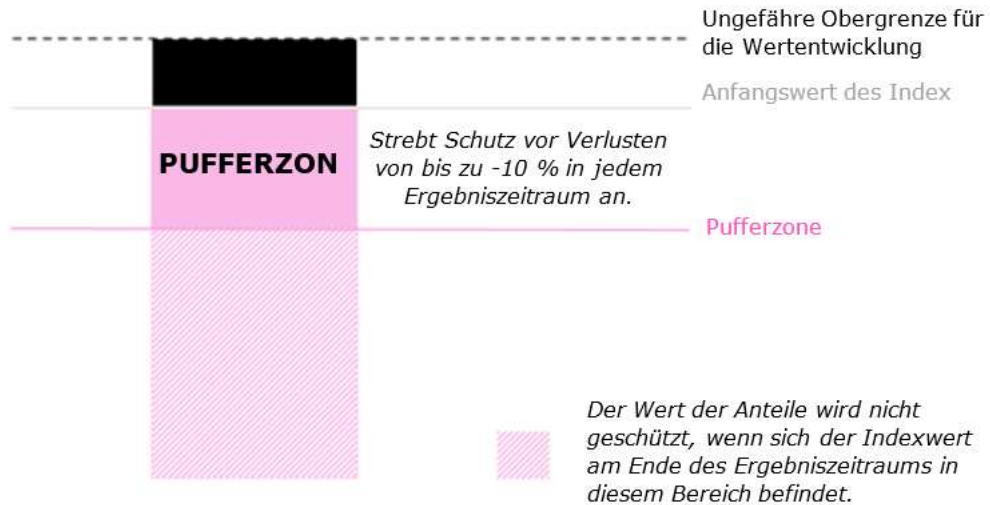 Ungefähre Obergrenze für
die Wertentwicklung
Anfangswert des Index
PUFFERZON
Strebt Schutz vor Verlusten
von bis zu -10 % in jedem
Ergebniszeitraum an.
Pufferzone
Der Wert der Anteile wird nicht
geschützt, wenn sich der Indexwert
am Ende des Ergebniszeitraums in
diesem Bereich befindet.